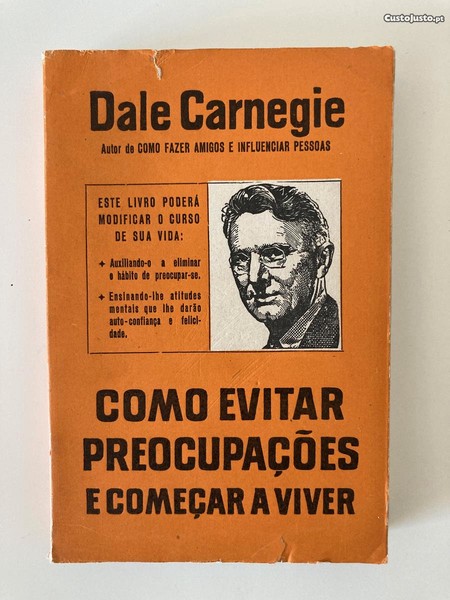 CustoJusto.pt
Dale Carnegie
Autor de COMO FAZER AMIGOS E INFLUENCIAR PESSOAS
ESTE LIVRO PODERÁ
MODIFICAR O CURSO
DE SUA VIDA:
+ Auxiliando-o a eliminar
o hábito de preocupar-se.
+ Ensinando-lhe atitudes
mentais que lhe darão
auto-confiança e felici-
dade.
COMO EVITAR
PREOCUPAÇÕES
E COMEÇAR A VIVER